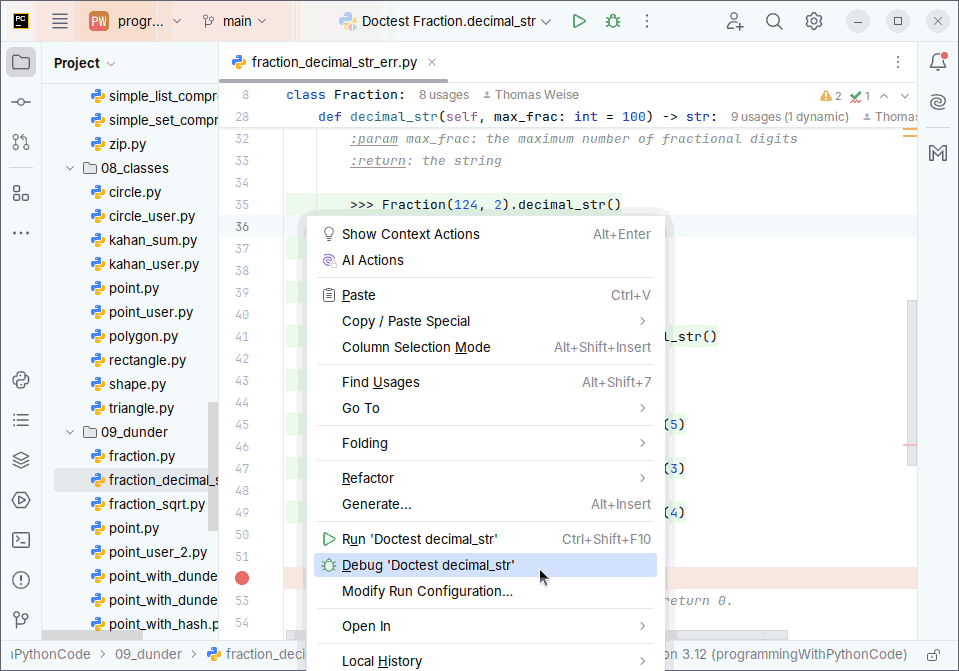 PC PW progr... main Doctest Fraction.decimal_str
Project
fraction_decimal_str_err.py
simple_list_compr
simple_set_compr
zip.py
08_classes
circle.py
circle_user.py
kahan_sum.py
kahan_user.py
point.py
point_user.py
polygon.py
rectangle.py
shape.py
triangle.py
09_dunder
fraction.py
fraction_decimal_s
fraction_sqrt.py
point.py
point_user_2.py
point_with_dunde
point_with_dunde
point_with_hash.p
8 class Fraction: 8 usages Thomas Weise 2 1
28 def decimal_str(self, max_frac: int = 100) -> str: 9 usages (1 dynamic) Thomas
32 :param max_frac: the maximum number of fractional digits
33 :return: the string
34
35 >>> Fraction(124, 2).decimal_str()
36
37
38
39
40
41 l_str()
42
43
44
45 (5)
46
47 (3)
48
49 (4)
50
51
53 return 0.
54
Show Context Actions Alt+Enter
AI Actions
Paste Ctrl+V
Copy / Paste Special
Column Selection Mode Alt+Shift+Insert
Find Usages Alt+Shift+7
Go To
Folding
Refactor
Generate... Alt+Insert
Run 'Doctest decimal_str' Ctrl+Shift+F10
Debug 'Doctest decimal_str'
Modify Run Configuration...
Open In
Local History
nPythonCode > 09_dunder > fraction_deci
on 3.12 (programmingWithPythonCode)